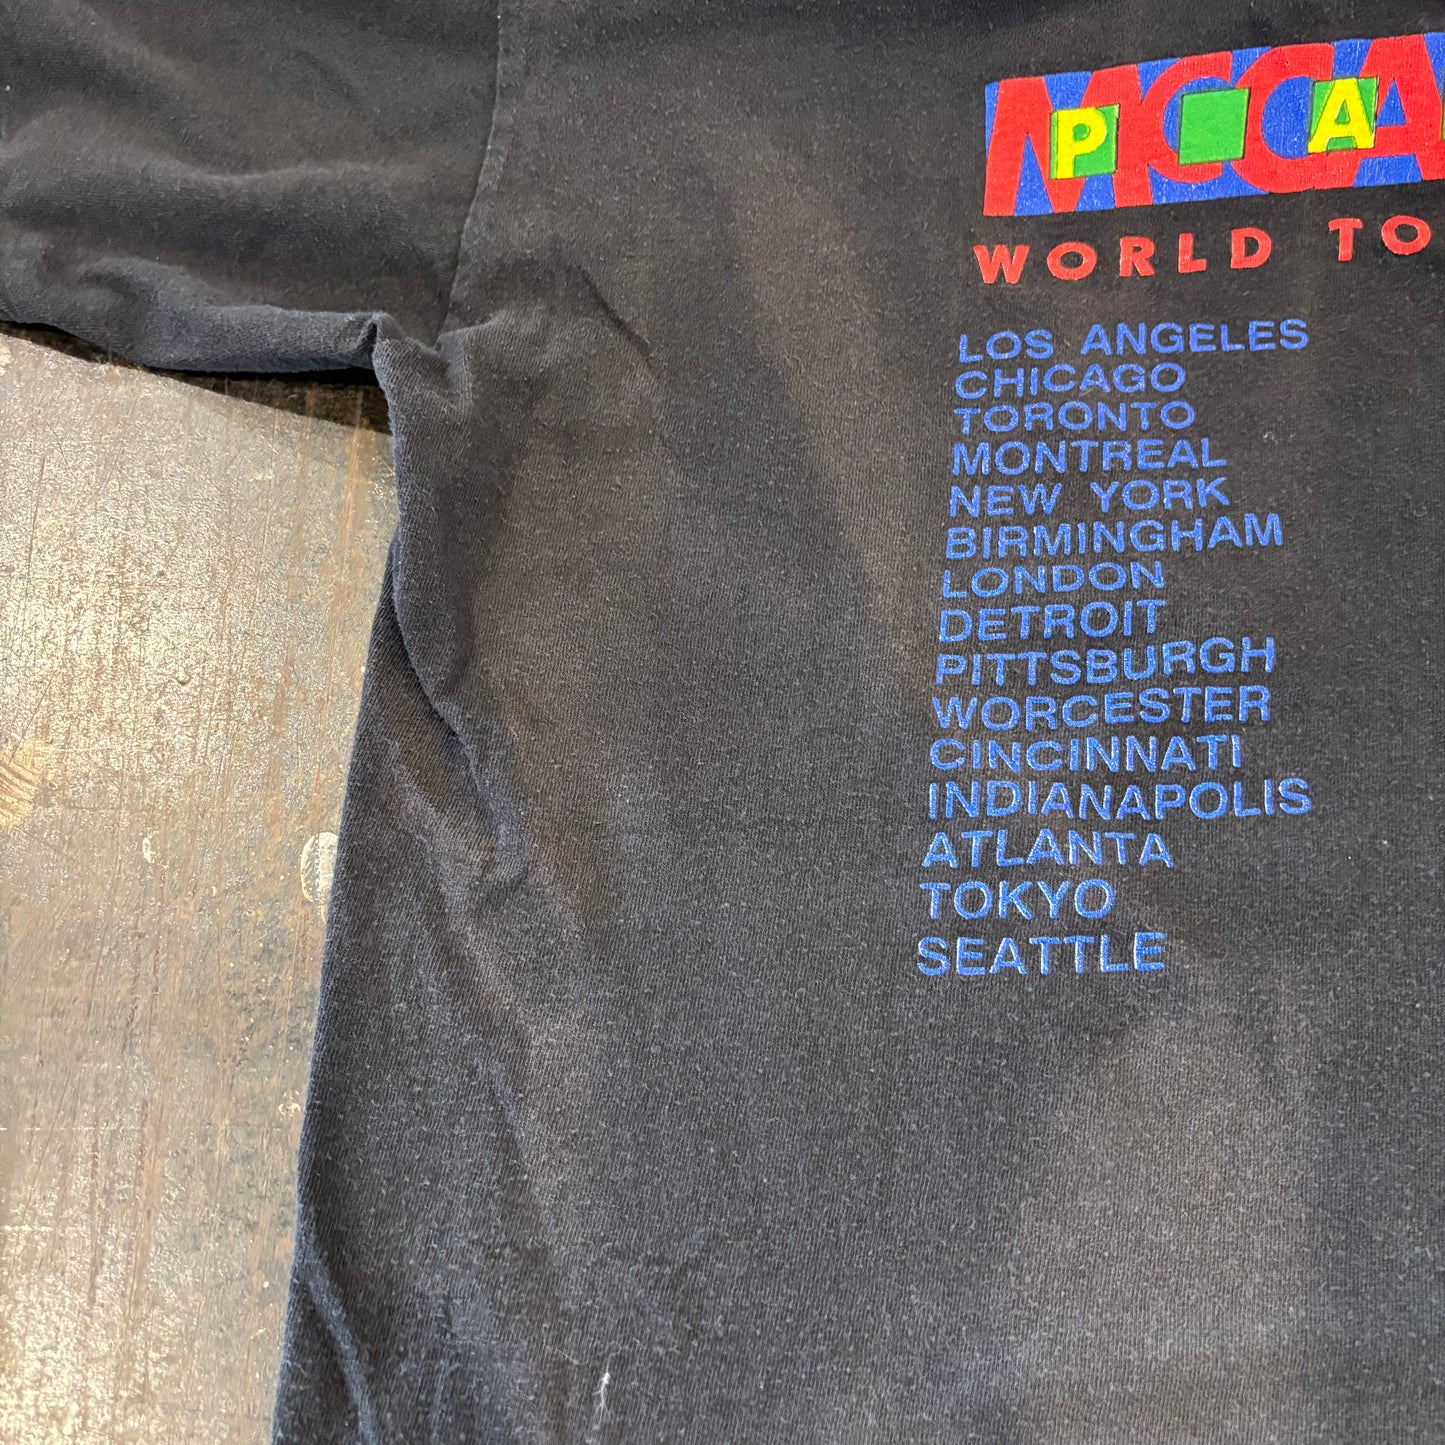 MCCA
P A
WORLD TO
LOS ANGELES
CHICAGO
TORONTO
MONTREAL
NEW YORK
BIRMINGHAM
LONDON
DETROIT
PITTSBURGH
WORCESTER
CINCINNATI
INDIANAPOLIS
ATLANTA
TOKYO
SEATTLE